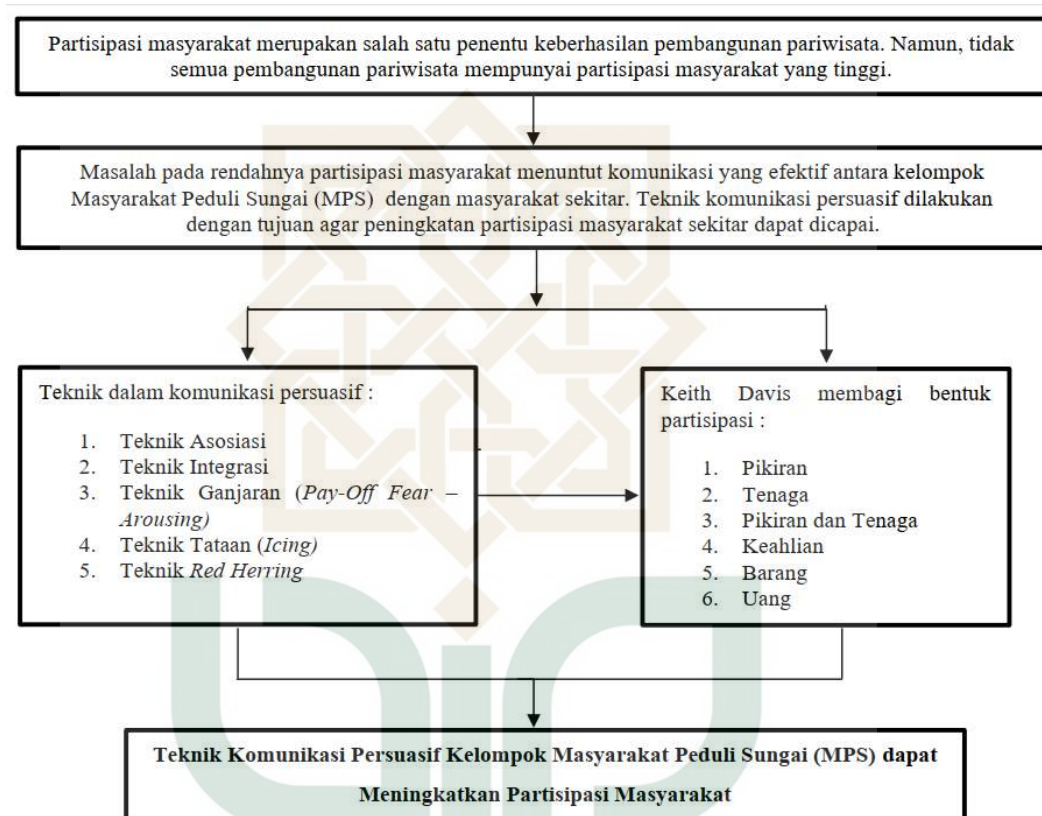 Partisipasi masyarakat merupakan salah satu penentu keberhasilan pembangunan pariwisata. Namun, tidak
semua pembangunan pariwisata mempunyai partisipasi masyarakat yang tinggi.
Masalah pada rendahnya partisipasi masyarakat menuntut komunikasi yang efektif antara kelompok
Masyarakat Peduli Sungai (MPS) dengan masyarakat sekitar. Teknik komunikasi persuasif dilakukan
dengan tujuan agar peningkatan partisipasi masyarakat sekitar dapat dicapai.
Teknik dalam komunikasi persuasif :
1. Teknik Asosiasi
2. Teknik Integrasi
3. Teknik Ganjaran (Pay-Off Fear –
Arousing)
4. Teknik Tataan (Icing)
5. Teknik Red Herring
Keith Davis membagi bentuk
partisipasi :
1. Pikiran
2. Tenaga
3. Pikiran dan Tenaga
4. Keahlian
5. Barang
6. Uang
Teknik Komunikasi Persuasif Kelompok Masyarakat Peduli Sungai (MPS) dapat
Meningkatkan Partisipasi Masyarakat